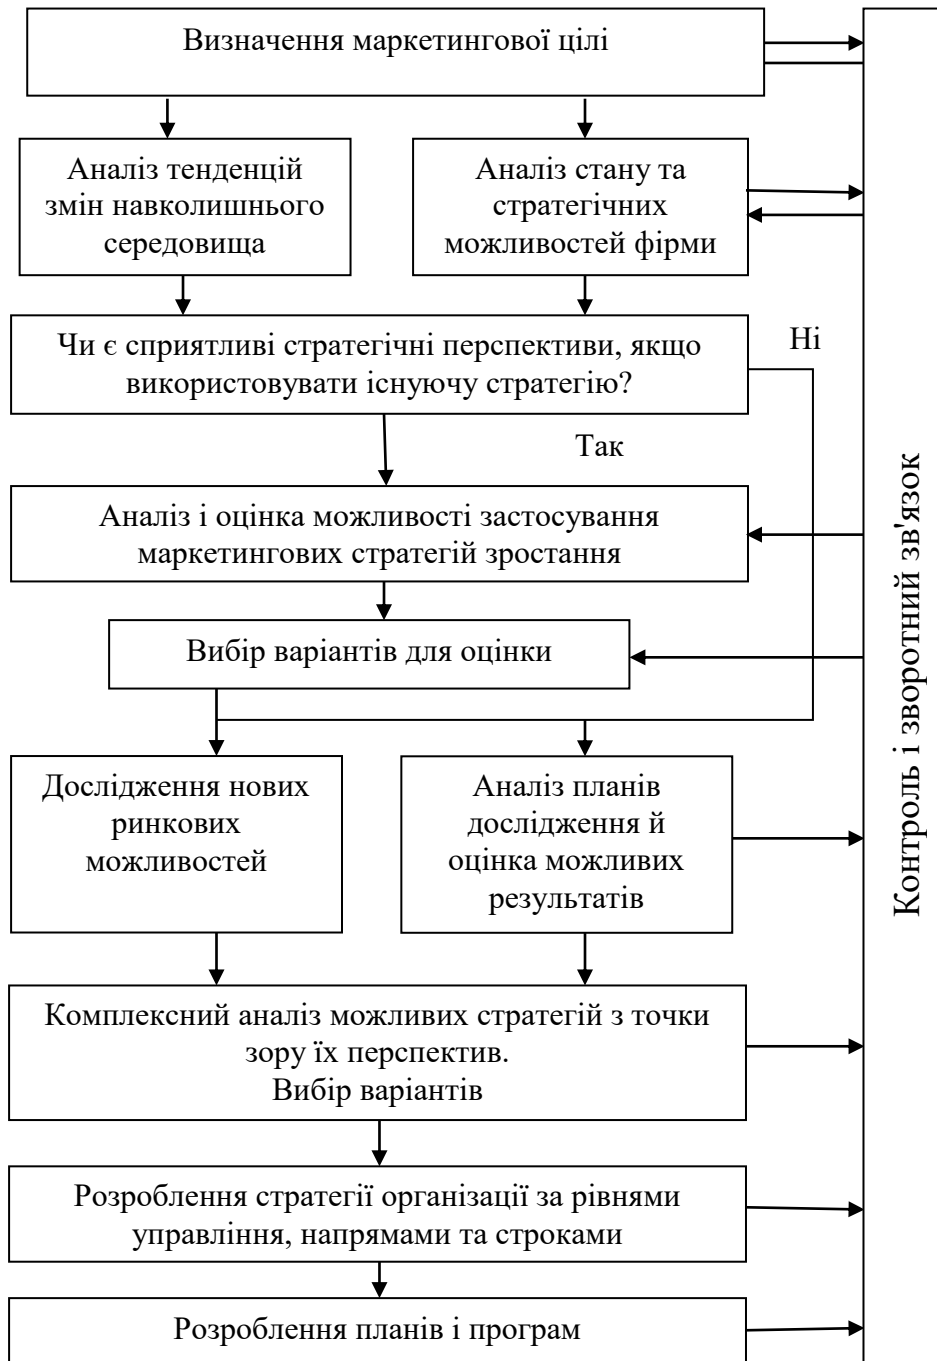 Визначення маркетингової цілі
Аналіз тенденцій
змін навколишнього
середовища
Аналіз стану та
стратегічних
можливостей фірми
Чи є сприятливі стратегічні перспективи, якщо
використовувати існуючу стратегію?
Ні
Так
Аналіз і оцінка можливості застосування
маркетингових стратегій зростання
Вибір варіантів для оцінки
Дослідження нових
ринкових
можливостей
Аналіз планів
дослідження й
оцінка можливих
результатів
Комплексний аналіз можливих стратегій з точки
зору їх перспектив.
Вибір варіантів
Розроблення стратегії організації за рівнями
управління, напрямами та строками
Розроблення планів і програм
Контроль і зворотний зв'язок